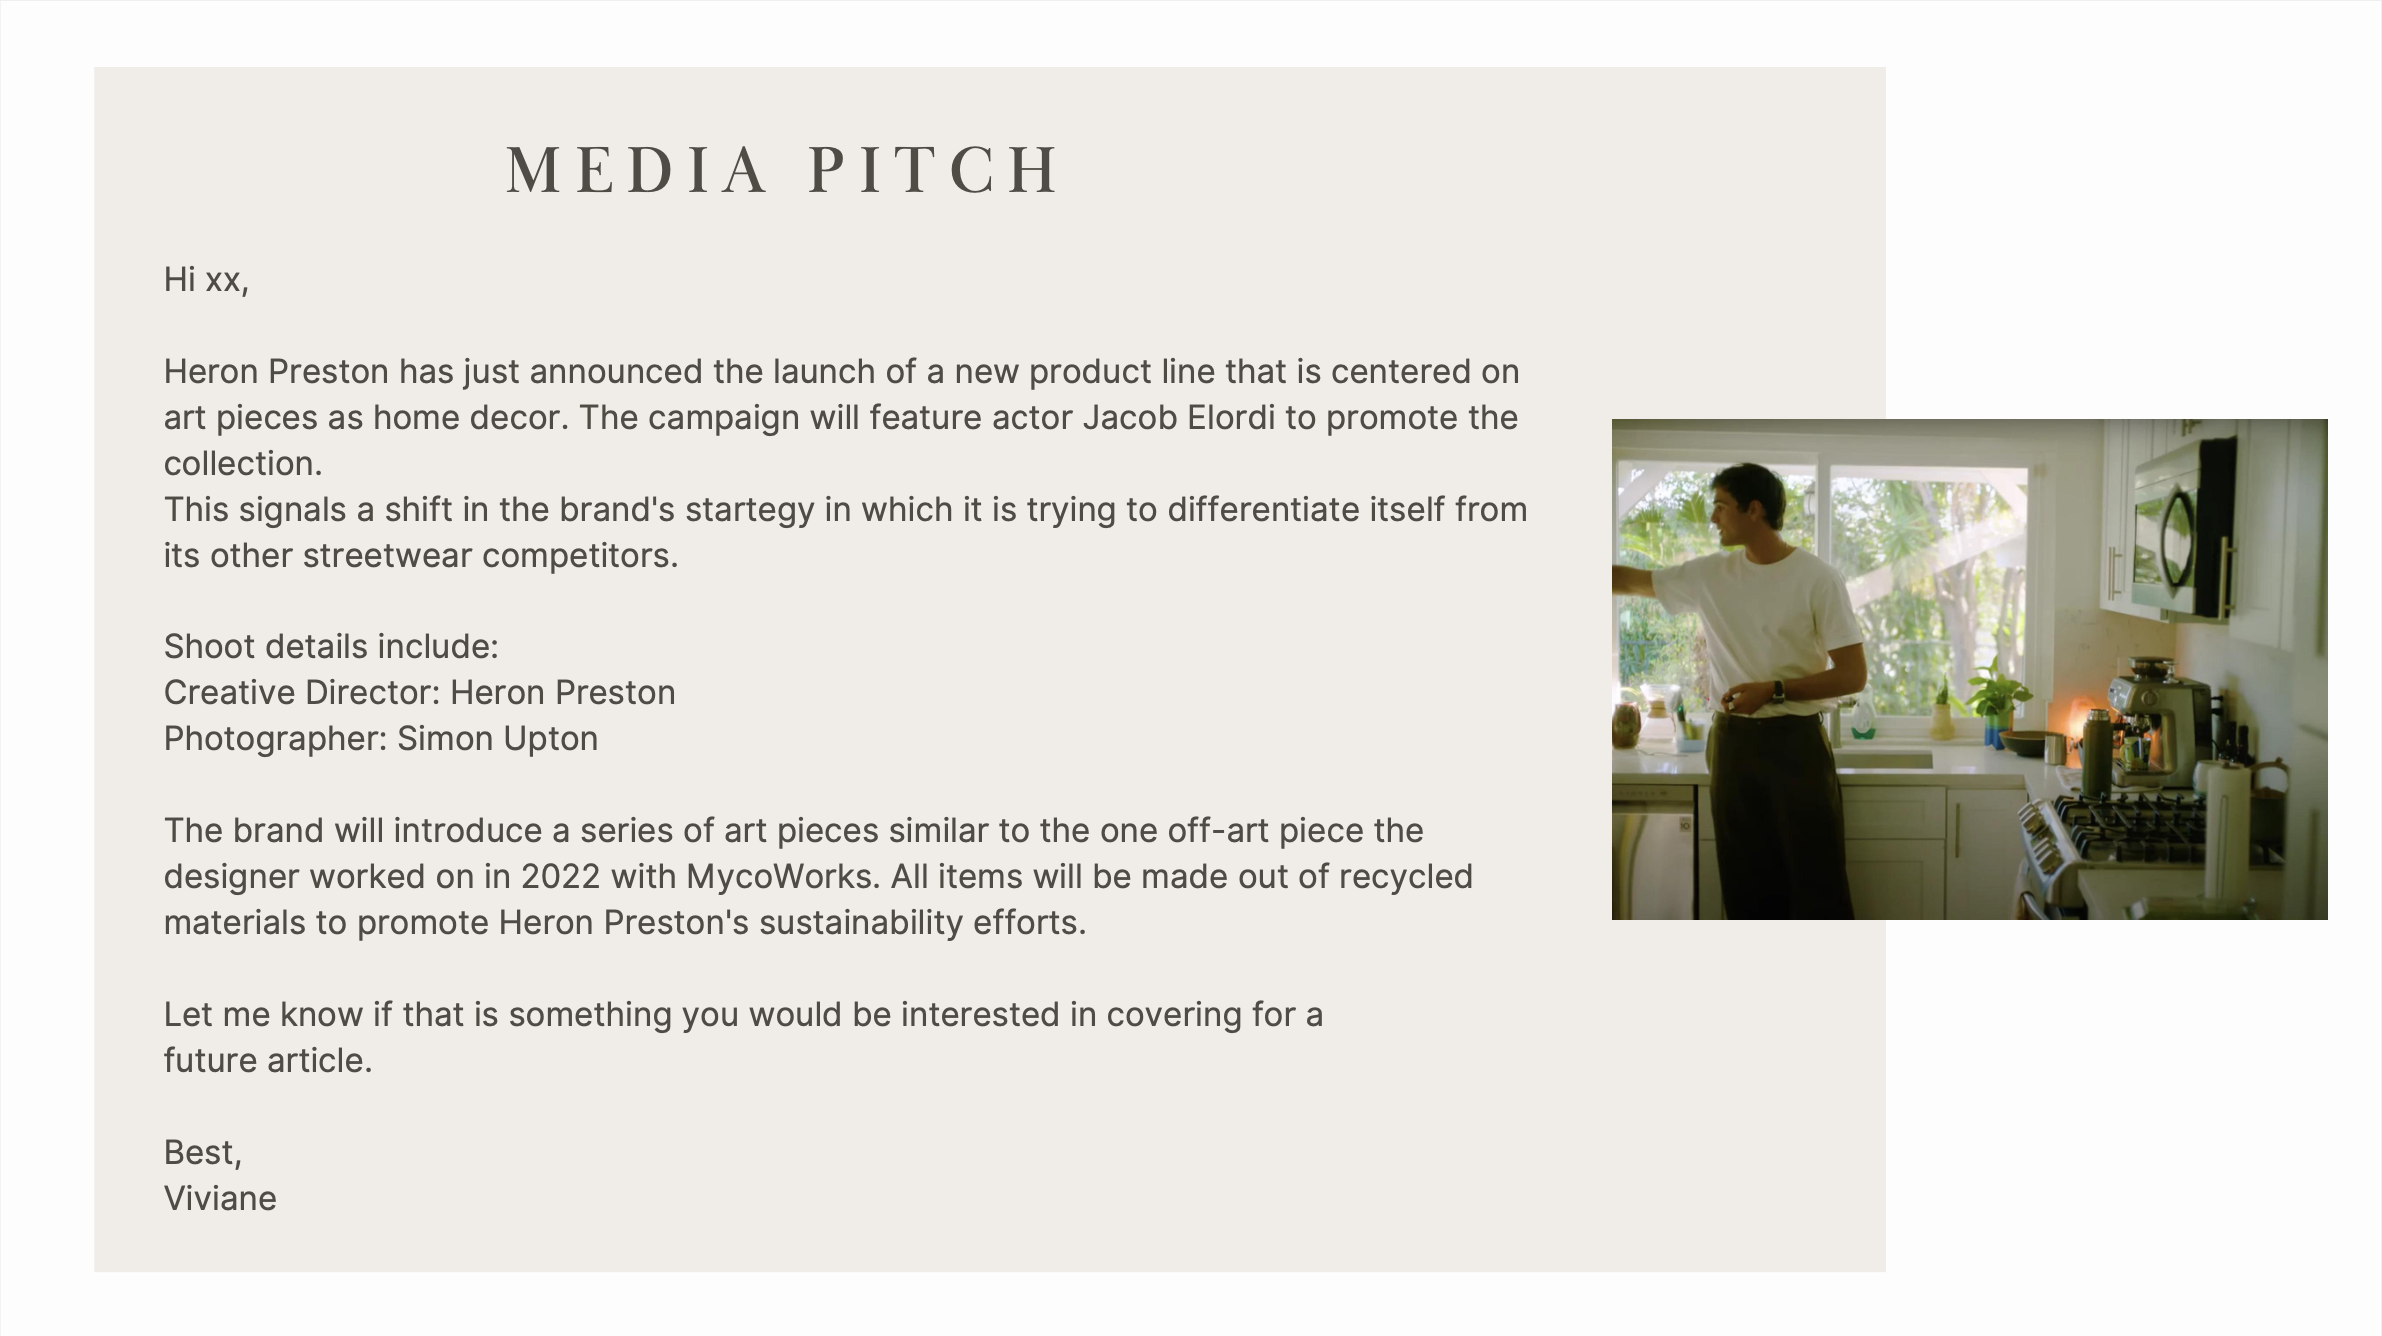 MEDIA PITCH
Hi xx,
Heron Preston has just announced the launch of a new product line that is centered on
art pieces as home decor. The campaign will feature actor Jacob Elordi to promote the
collection.
This signals a shift in the brand's startegy in which it is trying to differentiate itself from
its other streetwear competitors.
Shoot details include:
Creative Director: Heron Preston
Photographer: Simon Upton
The brand will introduce a series of art pieces similar to the one off-art piece the
designer worked on in 2022 with MycoWorks. All items will be made out of recycled
materials to promote Heron Preston's sustainability efforts.
Let me know if that is something you would be interested in covering for a
future article.
Best,
Viviane